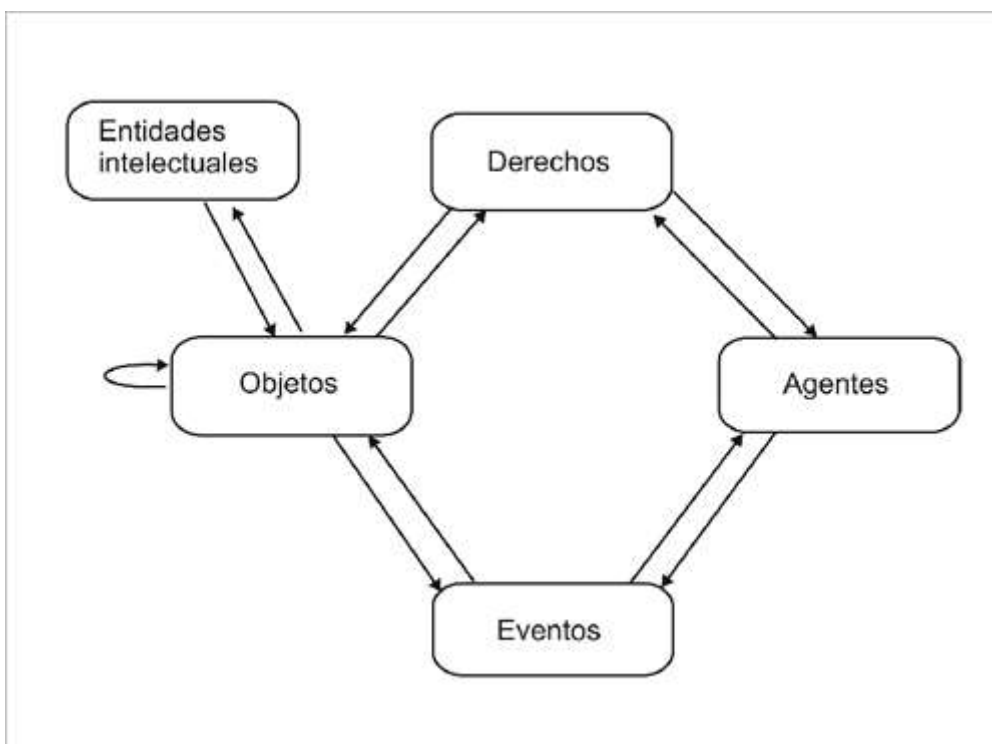 Entidades
intelectuales
Derechos
Objetos
Agentes
Eventos